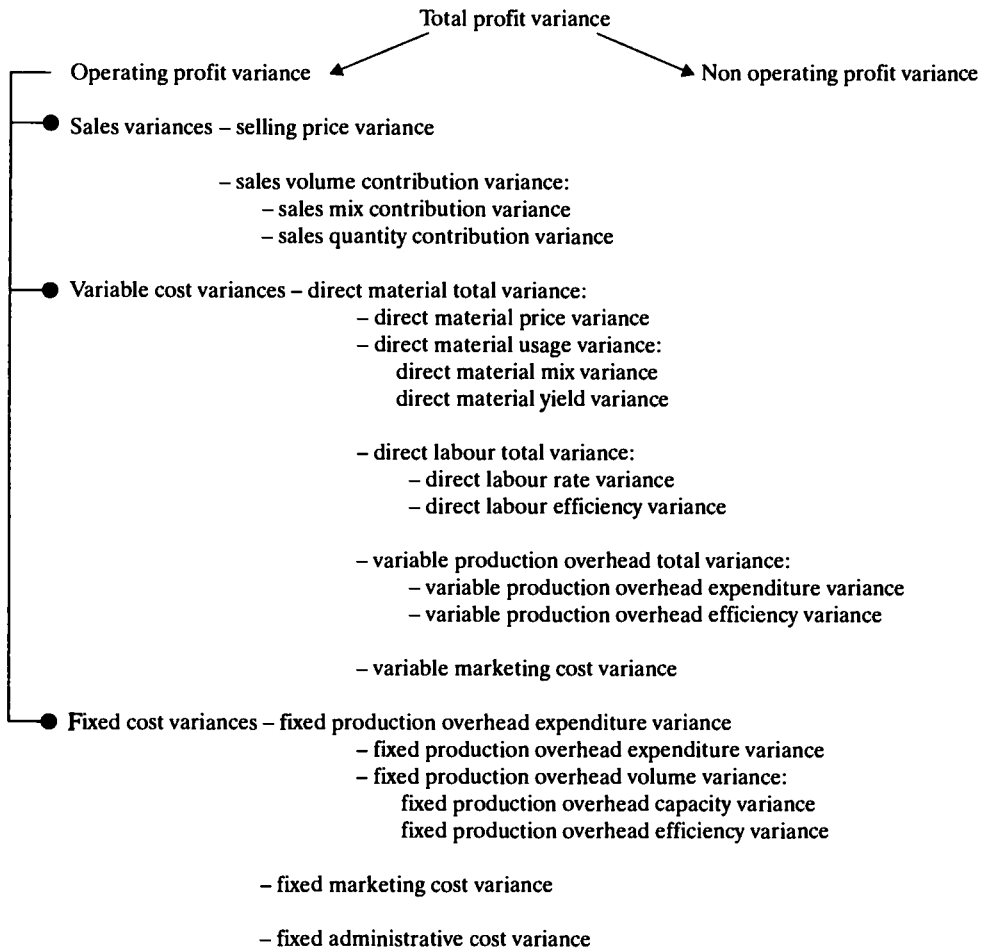 Total profit variance
Operating profit variance
Non operating profit variance
Sales variances – selling price variance
– sales volume contribution variance:
– sales mix contribution variance
– sales quantity contribution variance
Variable cost variances – direct material total variance:
– direct material price variance
– direct material usage variance:
direct material mix variance
direct material yield variance
– direct labour total variance:
– direct labour rate variance
– direct labour efficiency variance
– variable production overhead total variance:
– variable production overhead expenditure variance
– variable production overhead efficiency variance
– variable marketing cost variance
Fixed cost variances – fixed production overhead expenditure variance
– fixed production overhead expenditure variance
– fixed production overhead volume variance:
fixed production overhead capacity variance
fixed production overhead efficiency variance
– fixed marketing cost variance
– fixed administrative cost variance